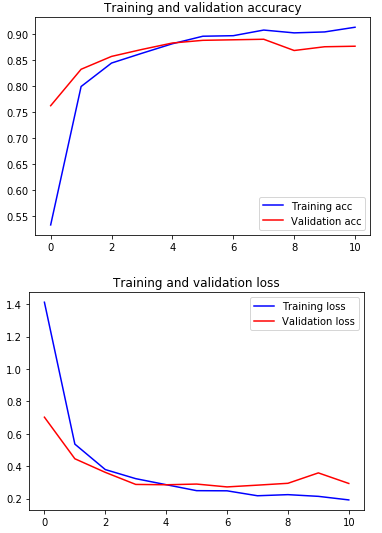 Training and validation accuracy
0.90
0.85
0.80
0.75
0.70
0.65
0.60
0.55
Training acc
Validation acc
0 2 4 6 8 10
Training and validation loss
1.4
1.2
1.0
0.8
0.6
0.4
0.2
Training loss
Validation loss
0 2 4 6 8 10